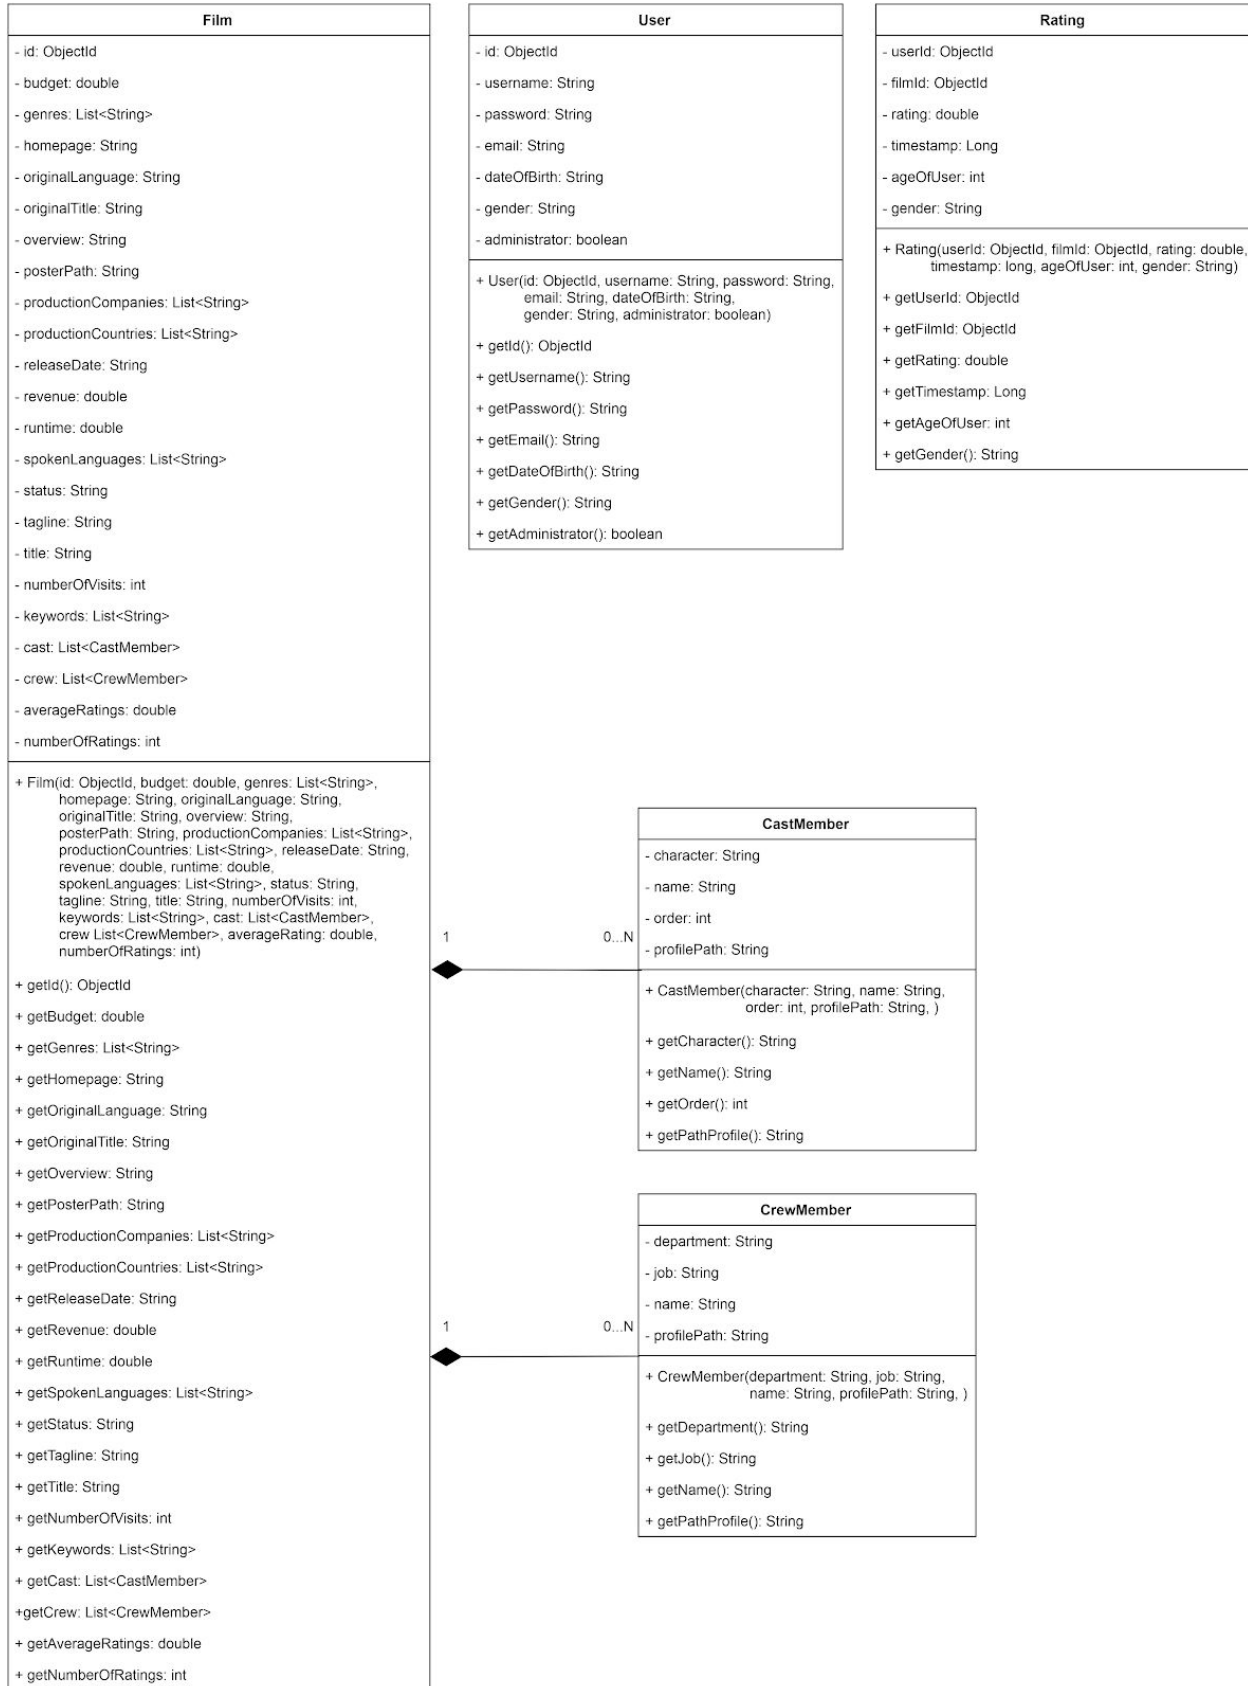 Film
- id: ObjectId
- budget: double
- genres: List<String>
- homepage: String
- originalLanguage: String
- originalTitle: String
- overview: String
- posterPath: String
- productionCompanies: List<String>
- productionCountries: List<String>
- releaseDate: String
- revenue: double
- runtime: double
- spokenLanguages: List<String>
- status: String
- tagline: String
- title: String
- numberOfVisits: int
- keywords: List<String>
- cast: List<CastMember>
- crew: List<CrewMember>
- averageRatings: double
- numberOfRatings: int
+ Film(id: ObjectId, budget: double, genres: List<String>,
homepage: String, originalLanguage: String,
originalTitle: String, overview: String,
posterPath: String, productionCompanies: List<String>,
productionCountries: List<String>, releaseDate: String,
revenue: double, runtime: double,
spokenLanguages: List<String>, status: String,
tagline: String, title: String, numberOfVisits: int,
keywords: List<String>, cast: List<CastMember>,
crew List<CrewMember>, averageRating: double,
numberOfRatings: int)
+ getId(): ObjectId
+ getBudget: double
+ getGenres: List<String>
+ getHomepage: String
+ getOriginalLanguage: String
+ getOriginalTitle: String
+ getOverview: String
+ getPosterPath: String
+ getProductionCompanies: List<String>
+ getProductionCountries: List<String>
+ getReleaseDate: String
+ getRevenue: double
+ getRuntime: double
+ getSpokenLanguages: List<String>
+ getStatus: String
+ getTagline: String
+ getTitle: String
+ getNumberOfVisits: int
+ getKeywords: List<String>
+ getCast: List<CastMember>
+getCrew: List<CrewMember>
+ getAverageRatings: double
+ getNumberOfRatings: int
User
- id: ObjectId
- username: String
- password: String
- email: String
- dateOfBirth: String
- gender: String
- administrator: boolean
+ User(id: ObjectId, username: String, password: String,
email: String, dateOfBirth: String,
gender: String, administrator: boolean)
+ getId(): ObjectId
+ getUsername(): String
+ getPassword(): String
+ getEmail(): String
+ getDateOfBirth(): String
+ getGender(): String
+ getAdministrator(): boolean
Rating
- userId: ObjectId
- filmId: ObjectId
- rating: double
- timestamp: Long
- ageOfUser: int
- gender: String
+ Rating(userId: ObjectId, filmId: ObjectId, rating: double,
timestamp: long, ageOfUser: int, gender: String)
+ getUserId: ObjectId
+ getFilmId: ObjectId
+ getRating: double
+ getTimestamp: Long
+ getAgeOfUser: int
+ getGender(): String
1
0...N
CastMember
- character: String
- name: String
- order: int
- profilePath: String
+ CastMember(character: String, name: String,
order: int, profilePath: String, )
+ getCharacter(): String
+ getName(): String
+ getOrder(): int
+ getPathProfile(): String
1
0...N
CrewMember
- department: String
- job: String
- name: String
- profilePath: String
+ CrewMember(department: String, job: String,
name: String, profilePath: String, )
+ getDepartment(): String
+ getJob(): String
+ getName(): String
+ getPathProfile(): String